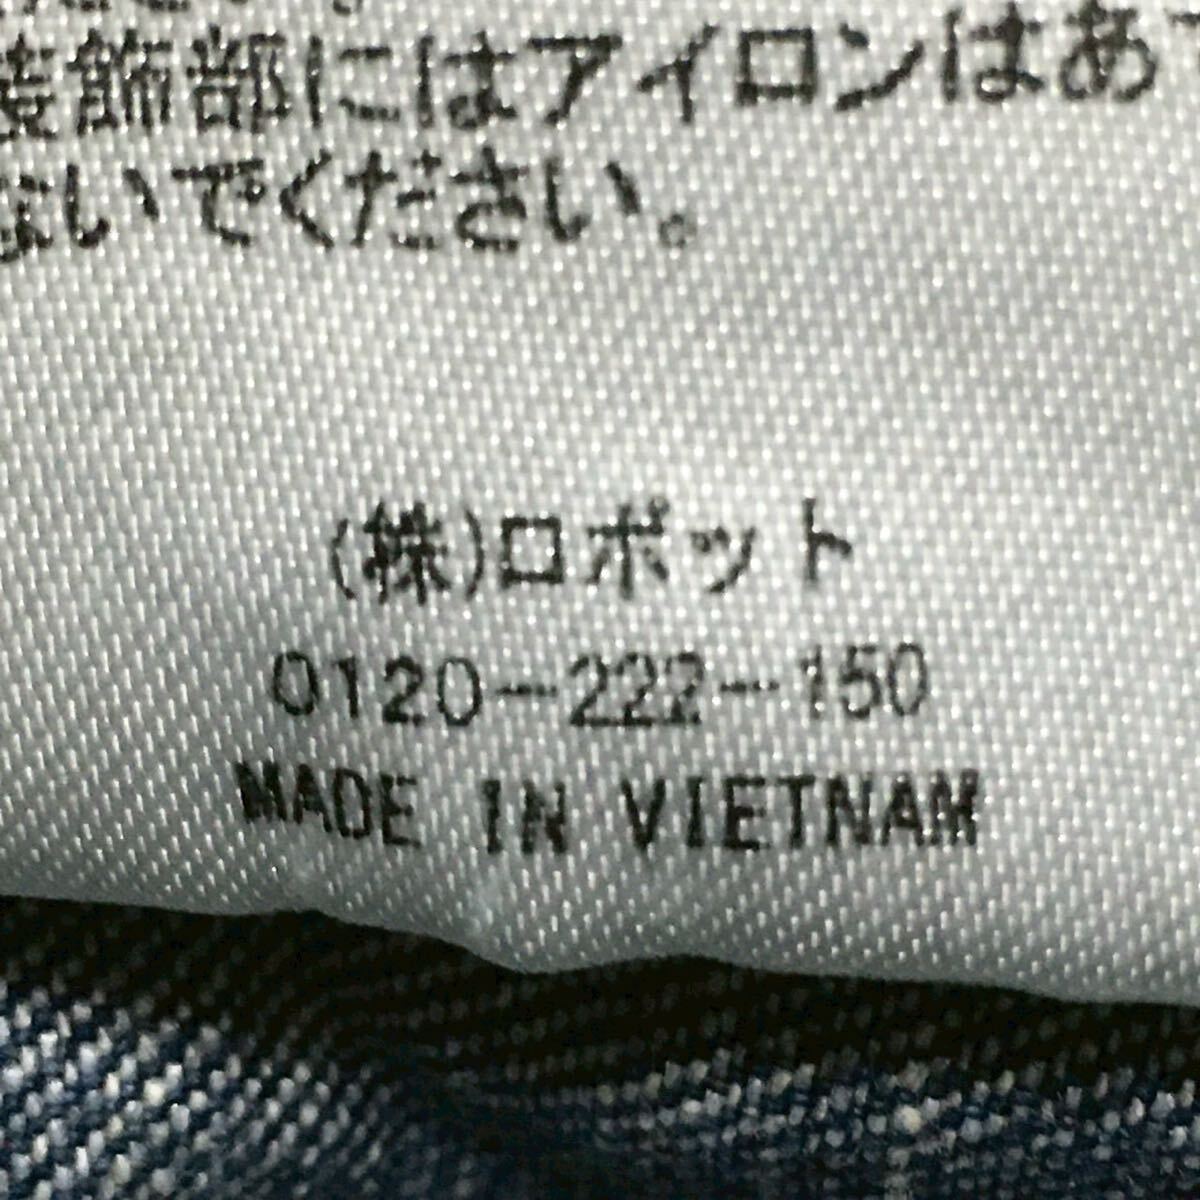 装飾部にはアイロンはあ
ないでください。
(株)ロボット
0120-222-150
MADE IN VIETNAM